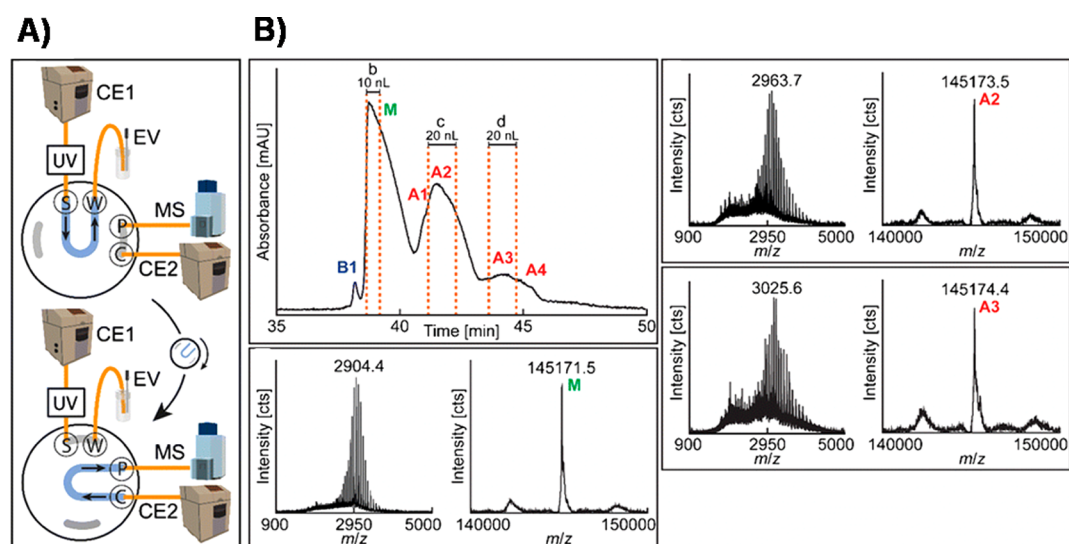 A)
CE1
UV
EV
S
W
P
C
MS
CE2
CE1
UV
EV
S
W
P
C
MS
CE2
B)
Absorbance [mAU]
b
10 nL
M
c
20 nL
d
20 nL
A1
A2
A3
A4
B1
35
40
45
50
Time [min]
2904.4
Intensity [cts]
900
2950
5000
m/z
145171.5
M
Intensity [cts]
140000
150000
m/z
2963.7
Intensity [cts]
900
2950
5000
m/z
145173.5
A2
Intensity [cts]
140000
150000
m/z
3025.6
Intensity [cts]
900
2950
5000
m/z
145174.4
A3
Intensity [cts]
140000
150000
m/z